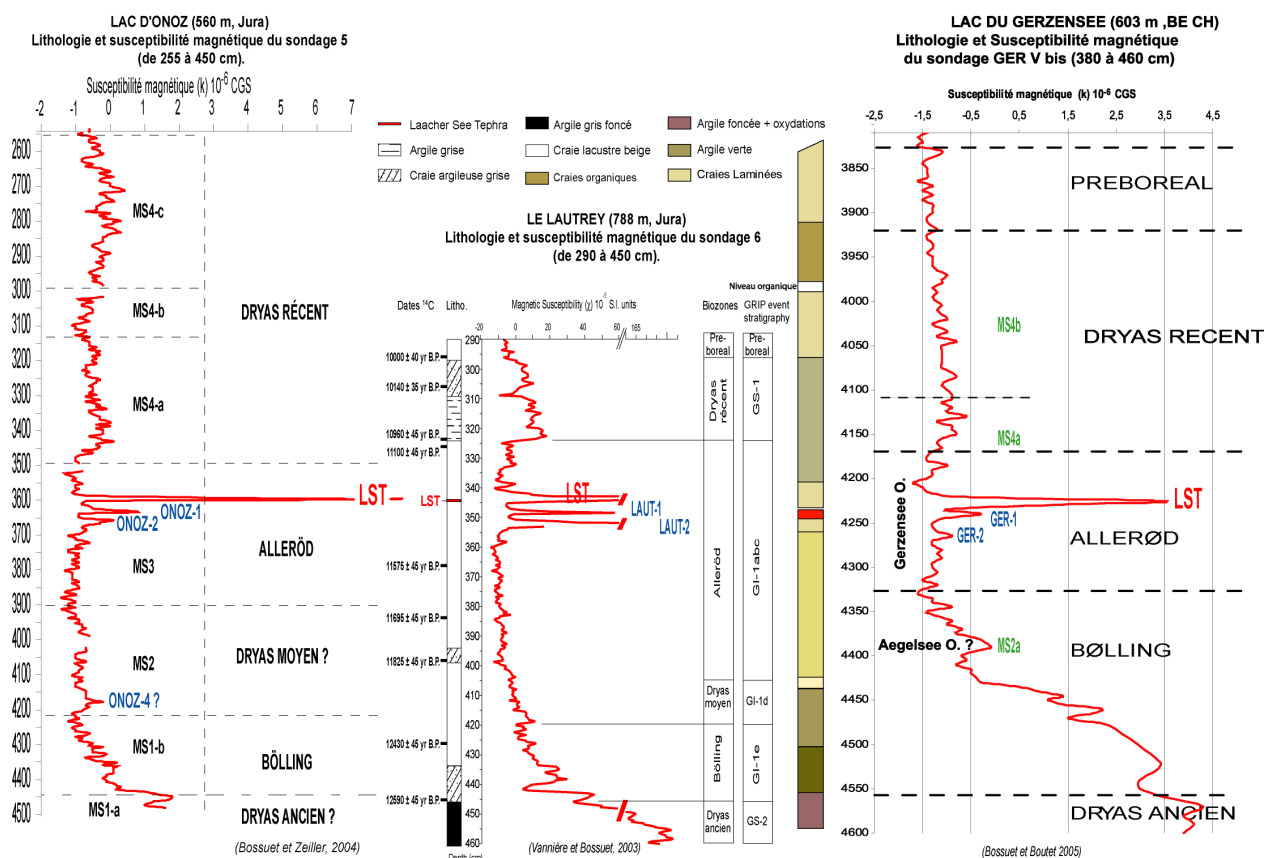 LAC D'ONOZ (560 m, Jura)
Lithologie et susceptibilité magnétique du sondage 5
(de 255 à 450 cm).
Susceptibilité magnétique (k) 10-6 CGS
-2 -1 0 1 2 3 4 5 6 7
2600
2700
2800
2900
3000
3100
3200
3300
3400
3500
3600
3700
3800
3900
4000
4100
4200
4300
4400
4500
MS4-c
MS4-b
MS4-a
MS3
MS2
MS1-b
MS1-a
DRYAS RÉCENT
LST
ONOZ-1
ONOZ-2
ALLERÖD
DRYAS MOYEN ?
ONOZ-4 ?
BÖLLING
DRYAS ANCIEN ?
(Bossuet et Zeiller, 2004)
Laacher See Tephra
Argile grise
Craie argileuse grise
Argile gris foncé
Craie lacustre beige
Craies organiques
Argile foncée + oxydations
Argile verte
Craies Laminées
LE LAUTREY (788 m, Jura)
Lithologie et susceptibilité magnétique du sondage 6
(de 290 à 450 cm).
Dates 14C
Litho.
Magnetic Susceptibility (χ) 10-8 S.I. units
Biozones
GRIP event
stratigraphy
-20 0 20 40 60 165
290
300
310
320
330
340
350
360
370
380
390
400
410
420
430
440
450
460
Depth (cm)
10000 ± 40 yr B.P.
10140 ± 35 yr B.P.
10960 ± 45 yr B.P.
11100 ± 45 yr B.P.
LST
11575 ± 45 yr B.P.
11695 ± 45 yr B.P.
11825 ± 45 yr B.P.
12430 ± 45 yr B.P.
12590 ± 45 yr B.P.
LST
LAUT-1
LAUT-2
Pre-
boreal
Dryas
récent
Alleröd
Dryas
moyen
Bölling
Dryas
ancien
Pre-
boreal
GS-1
GI-1abc
GI-1d
GI-1e
GS-2
(Vannière et Bossuet, 2003)
Niveau organique
LAC DU GERZENSEE (603 m ,BE CH)
Lithologie et Susceptibilité magnétique
du sondage GER V bis (380 à 460 cm)
Susceptibilité magnétique (k) 10-6 CGS
-2,5 -1,5 -0,5 0,5 1,5 2,5 3,5 4,5
3850
3900
3950
4000
4050
4100
4150
4200
4250
4300
4350
4400
4450
4500
4550
4600
PREBOREAL
MS4b
DRYAS RECENT
MS4a
Gerzensee O.
LST
GER-1
GER-2
ALLERØD
Aegelsee O. ?
MS2a
BØLLING
DRYAS ANCIEN
(Bossuet et Boutet 2005)